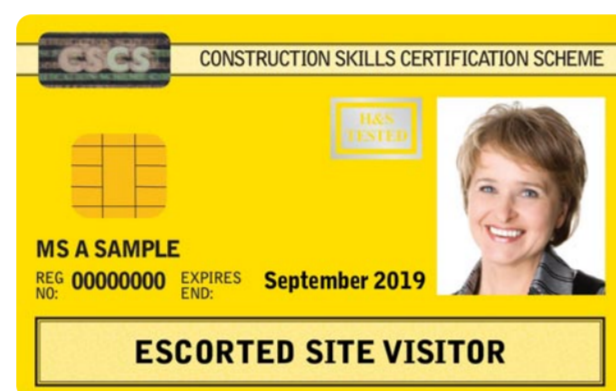 CSCS
CONSTRUCTION SKILLS CERTIFICATION SCHEME
H&S
TESTED
MS A SAMPLE
REG NO: 00000000 EXPIRES END: September 2019
ESCORTED SITE VISITOR